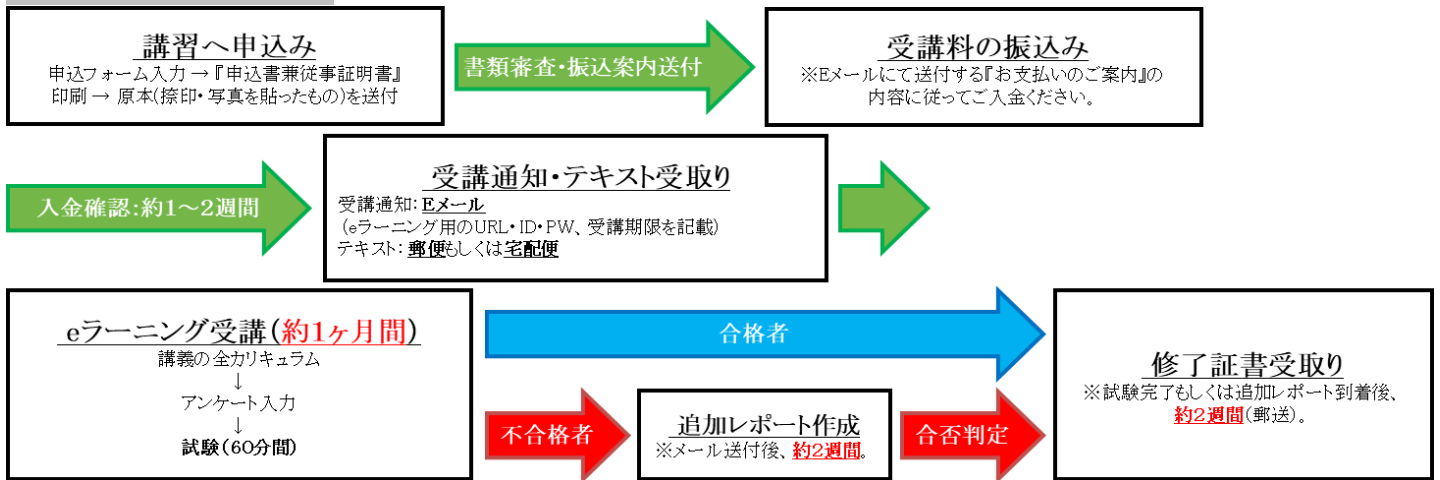 講習へ申込み
申込フォーム入力 → 『申込書兼従事証明書』
印刷 → 原本(捺印・写真を貼ったもの)を送付
書類審査・振込案内送付
受講料の振込み
※Eメールにて送付する『お支払いのご案内』の
内容に従ってご入金ください。
入金確認:約1～2週間
受講通知・テキスト受取り
受講通知: Eメール
(eラーニング用のURL・ID・PW、受講期限を記載)
テキスト: 郵便もしくは宅配便
eラーニング受講(約1ヶ月間)
講義の全カリキュラム
↓
アンケート入力
↓
試験(60分間)
合格者
不合格者
追加レポート作成
※メール送付後、約2週間。
合否判定
修了証書受取り
※試験完了もしくは追加レポート到着後、
約2週間(郵送)。